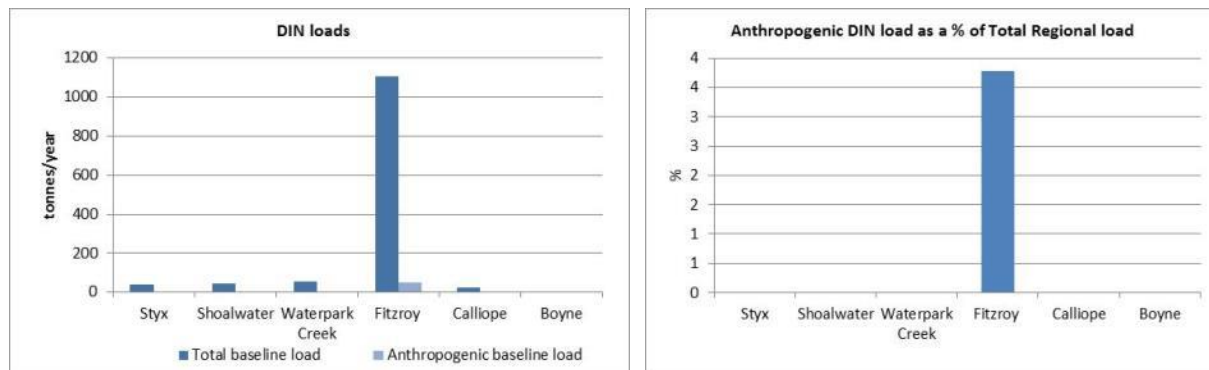 DIN loads
tonnes/year
1200
1000
800
600
400
200
0
Styx Shoalwater Waterpark Creek Fitzroy Calliope Boyne
Total baseline load Anthropogenic baseline load
Anthropogenic DIN load as a % of Total Regional load
%
4
4
3
3
2
2
1
1
0
Styx Shoalwater Waterpark Creek Fitzroy Calliope Boyne